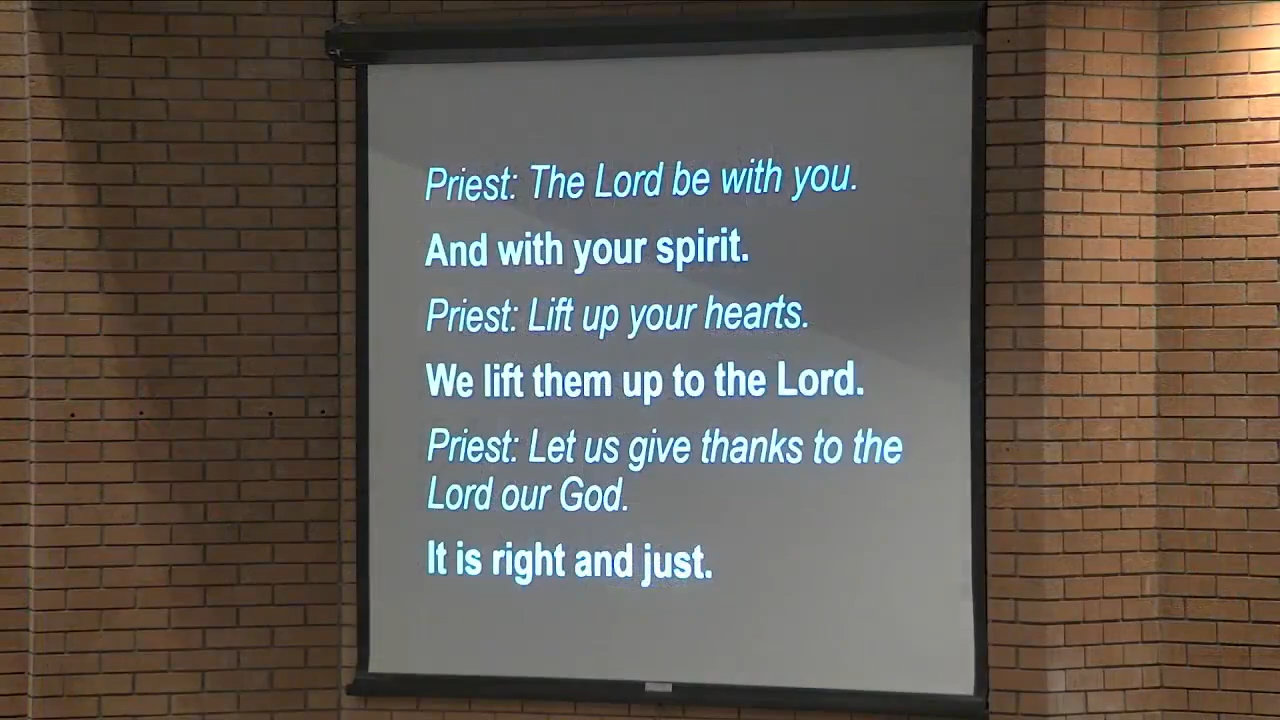 Priest: The Lord be with you.
And with your spirit.
Priest: Lift up your hearts.
We lift them up to the Lord.
Priest: Let us give thanks to the
Lord our God.
It is right and just.